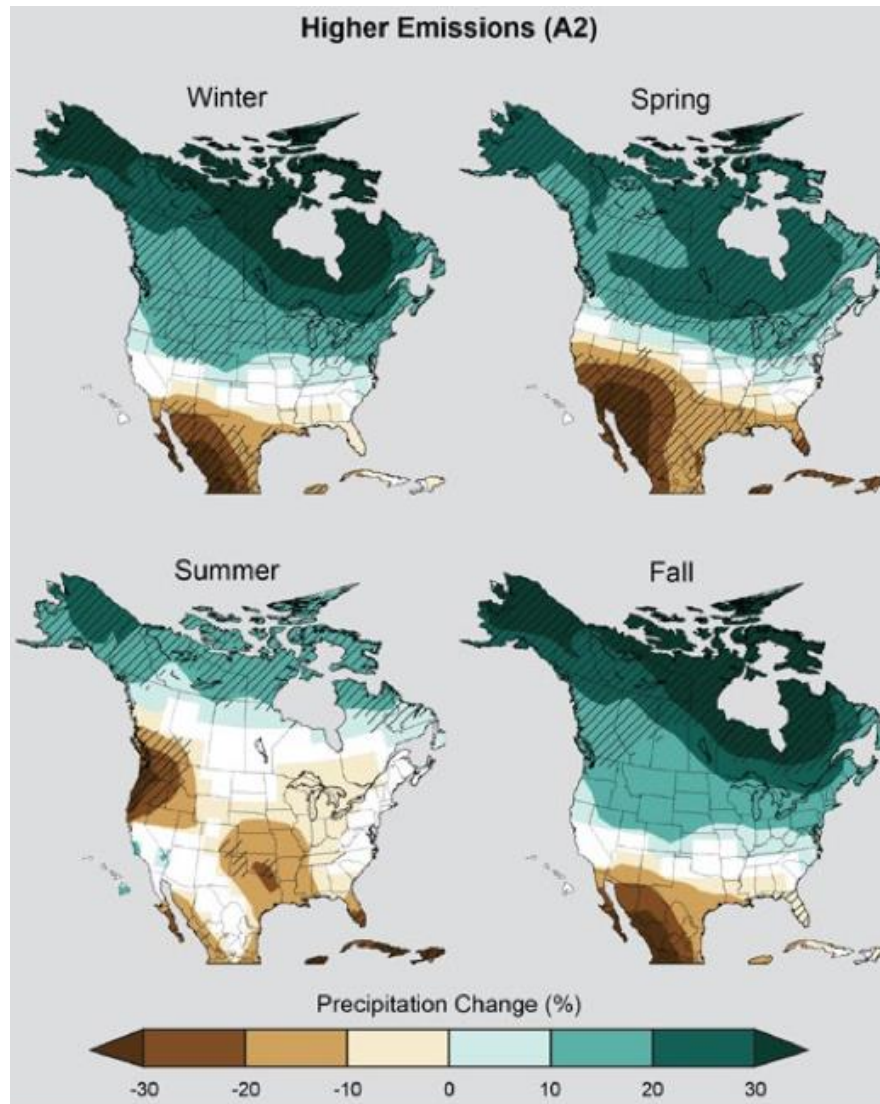 Higher Emissions (A2)
Winter
Spring
Summer
Fall
Precipitation Change (%)
-30 -20 -10 0 10 20 30